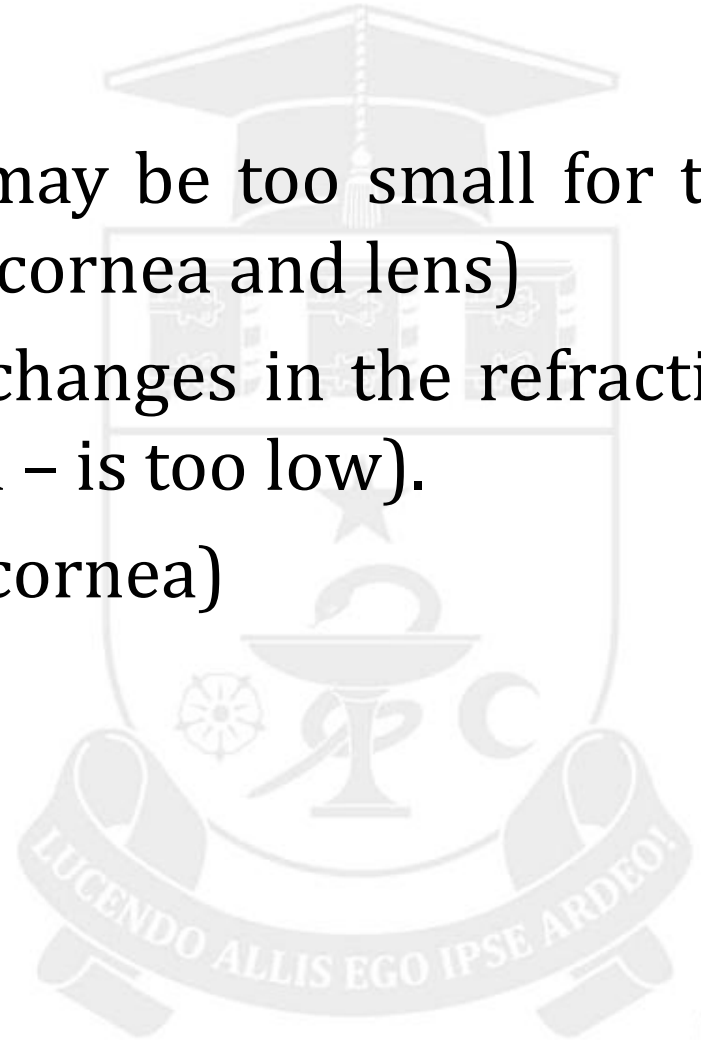 may be too small for t
cornea and lens)
changes in the refracti
– is too low).
cornea)
LUCENDO ALLIS EGO IPSE ARDEO!